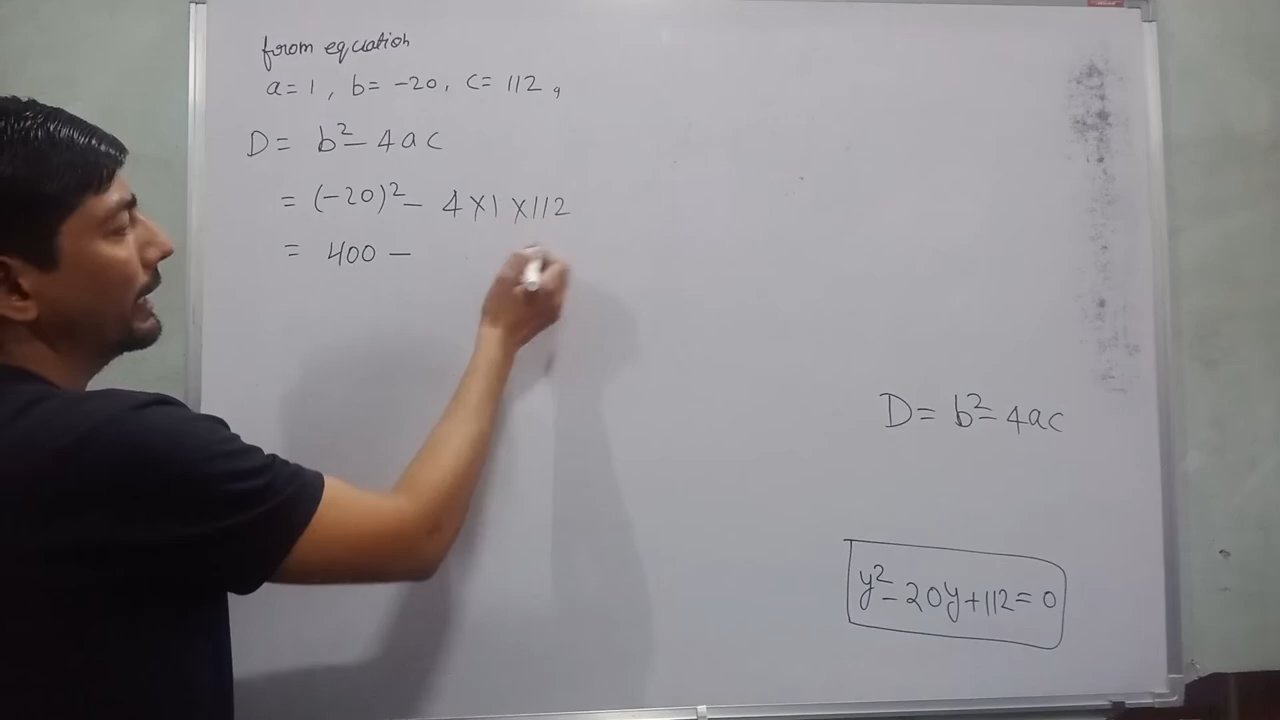 from equation
a = 1, b = -20, c = 112,
D = b² - 4ac
= (-20)² - 4×1×112
= 400 -
D = b² - 4ac
y² - 20y + 112 = 0